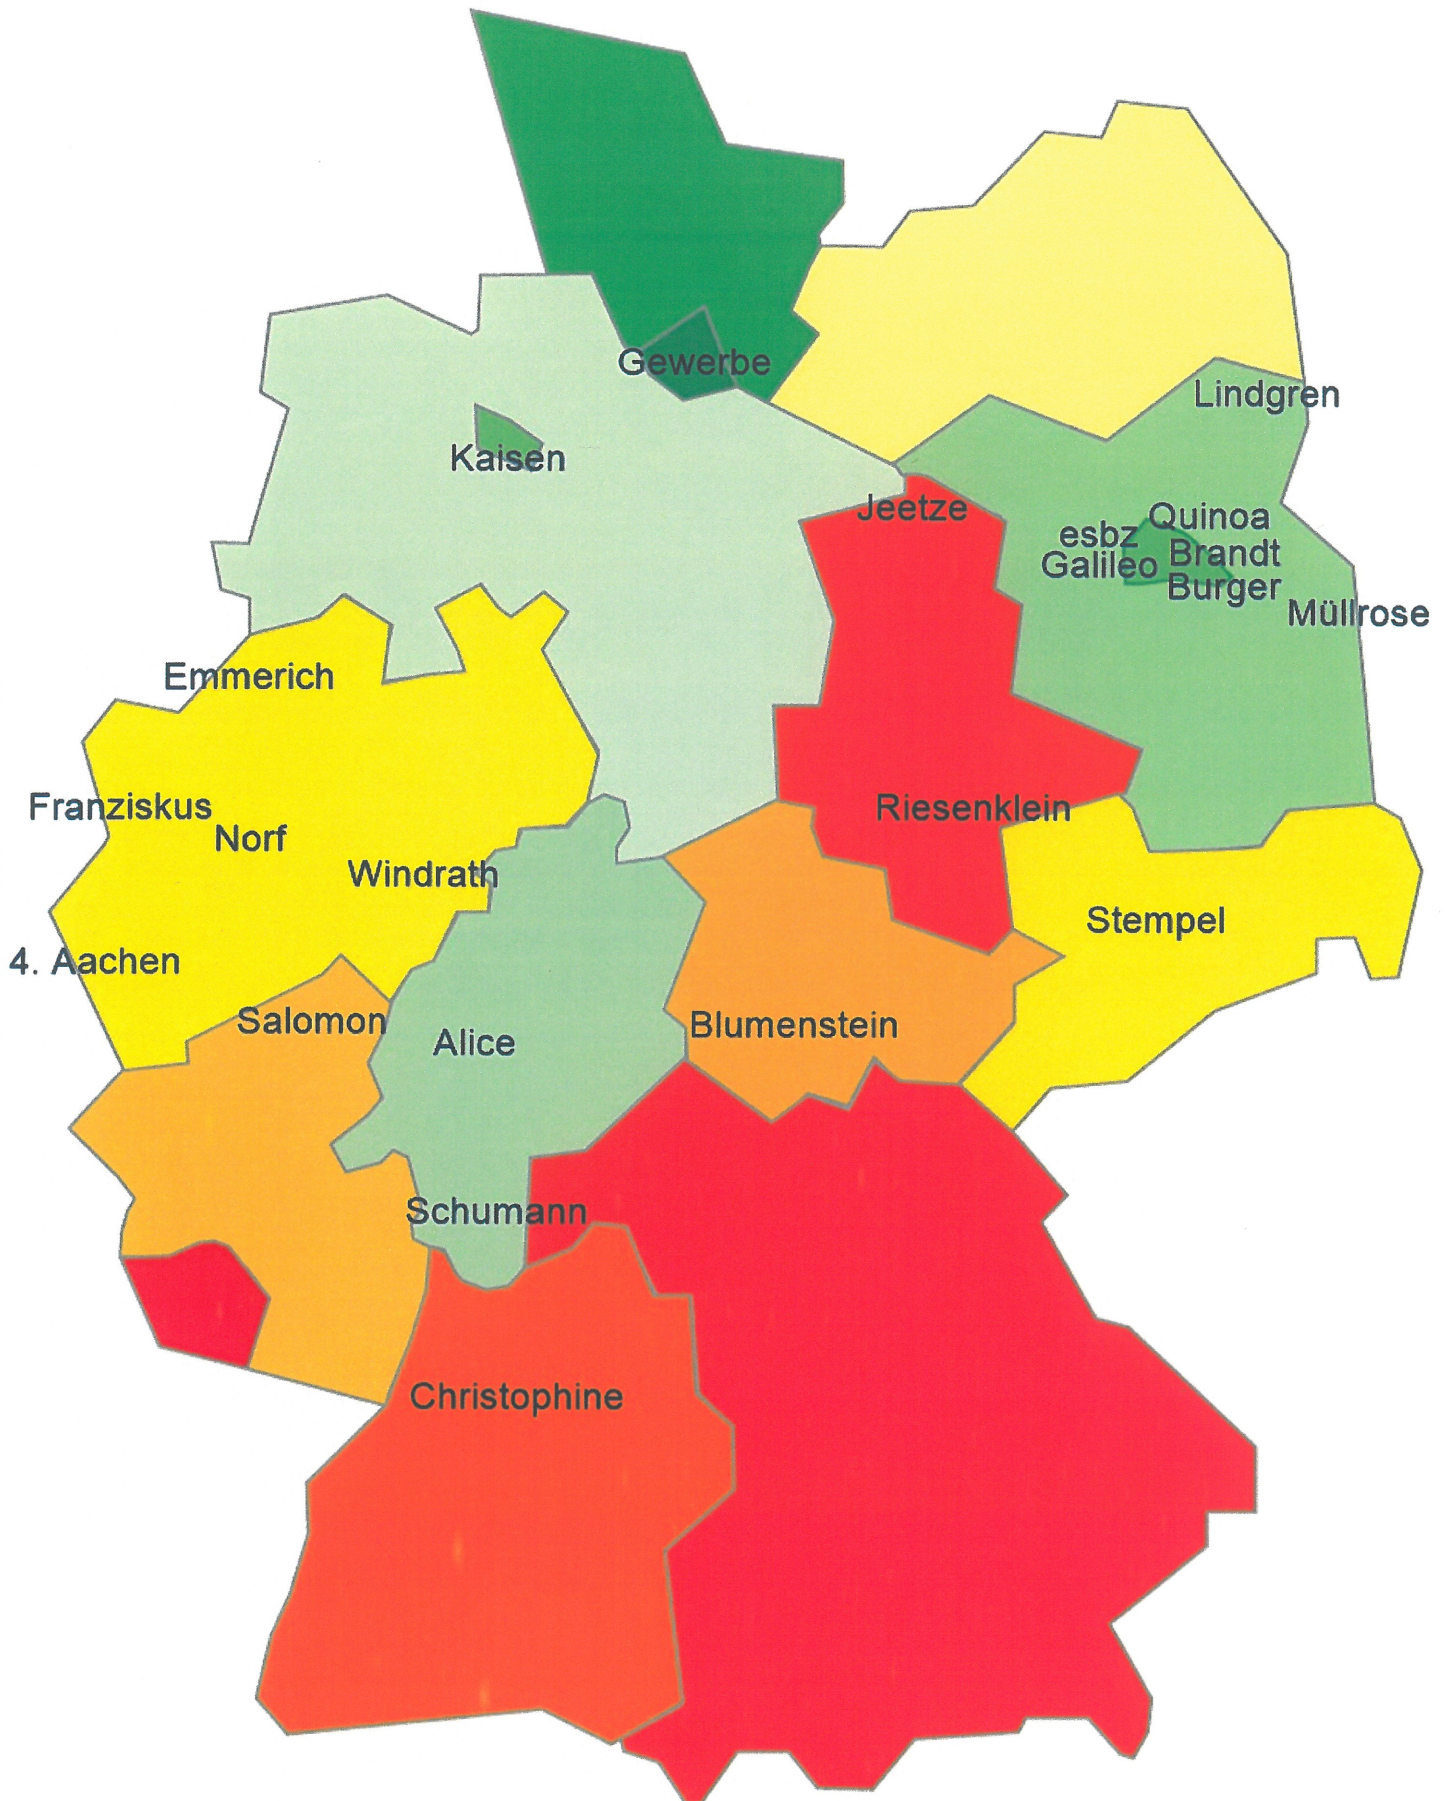 Gewerbe
Lindgren
Kaisen
Jeetze
Quinoa
esbz
Brandt
Galileo
Burger
Müllrose
Emmerich
Franziskus
Riesenklein
Norf
Windrath
Stempel
4. Aachen
Salomon
Blumenstein
Alice
Schumann
Christophine